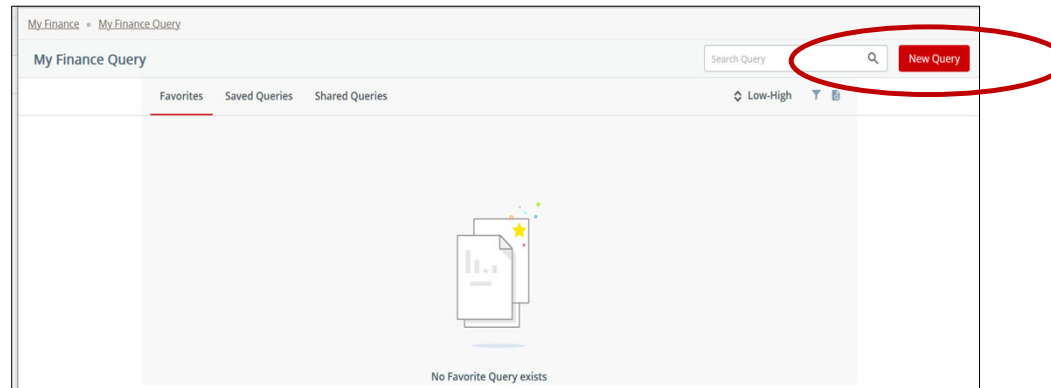 My Finance • My Finance Query
My Finance Query
Search Query
New Query
Favorites Saved Queries Shared Queries
Low-High
No Favorite Query exists